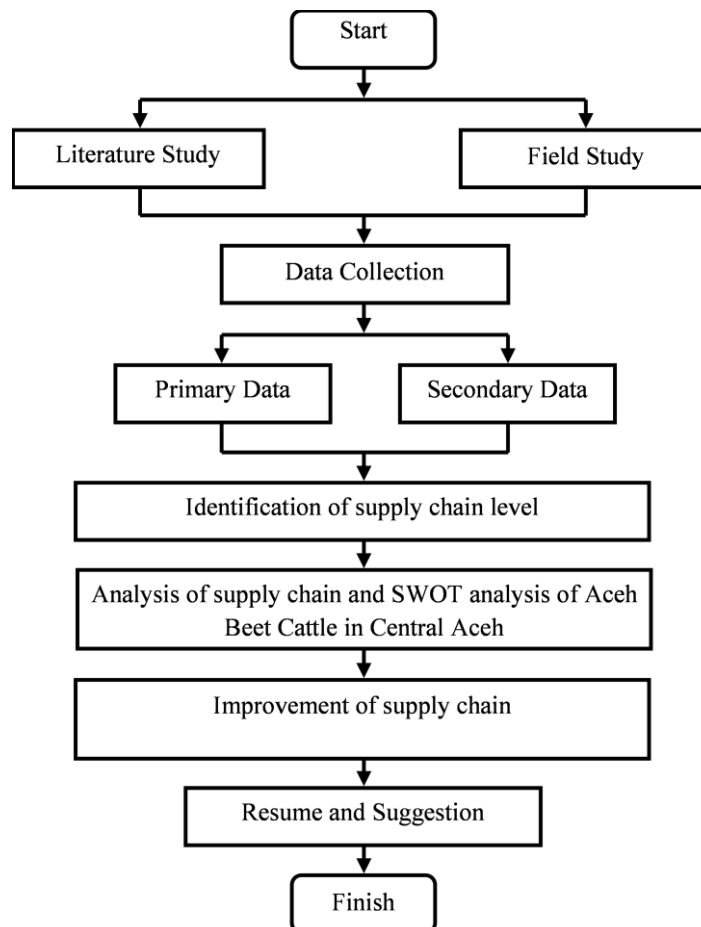 Start
Literature Study
Field Study
Data Collection
Primary Data
Secondary Data
Identification of supply chain level
Analysis of supply chain and SWOT analysis of Aceh
Beet Cattle in Central Aceh
Improvement of supply chain
Resume and Suggestion
Finish